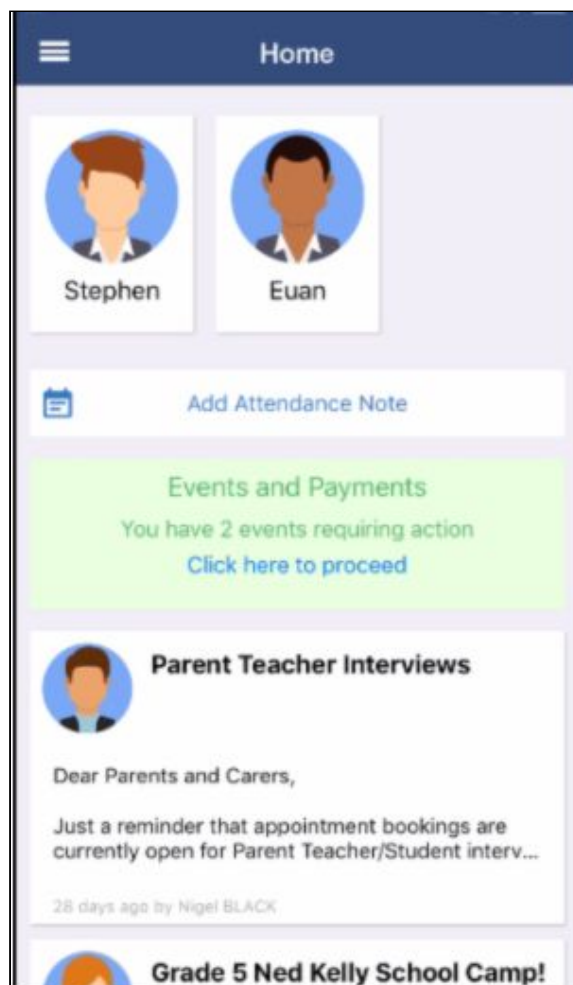 Home
Stephen
Euan
Add Attendance Note
Events and Payments
You have 2 events requiring action
Click here to proceed
Parent Teacher Interviews
Dear Parents and Carers,
Just a reminder that appointment bookings are
currently open for Parent Teacher/Student interv...
28 days ago by Nigel BLACK
Grade 5 Ned Kelly School Camp!